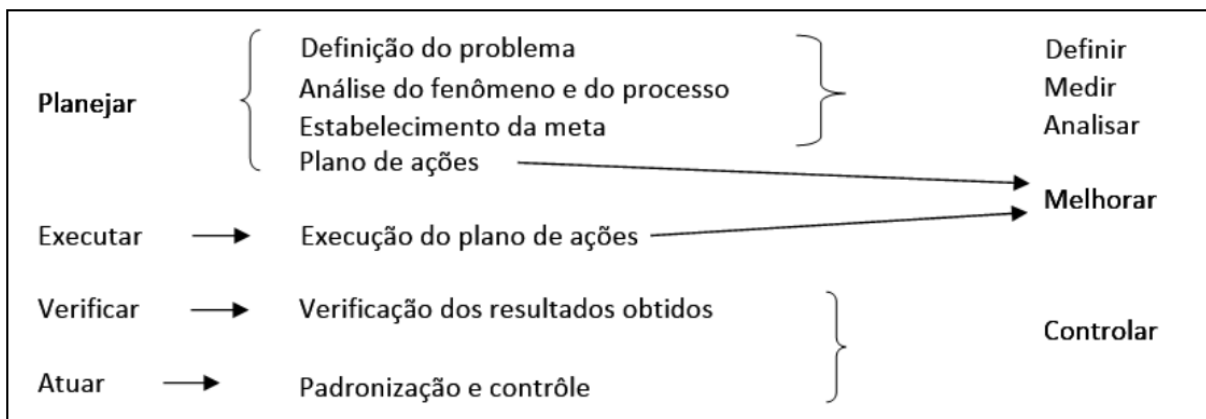 Definição do problema Definir
Planejar Análise do fenômeno e do processo Medir
Estabelecimento da meta Analisar
Plano de ações
Melhorar
Executar Execução do plano de ações
Verificar Verificação dos resultados obtidos
Controlar
Atuar Padronização e contrôle